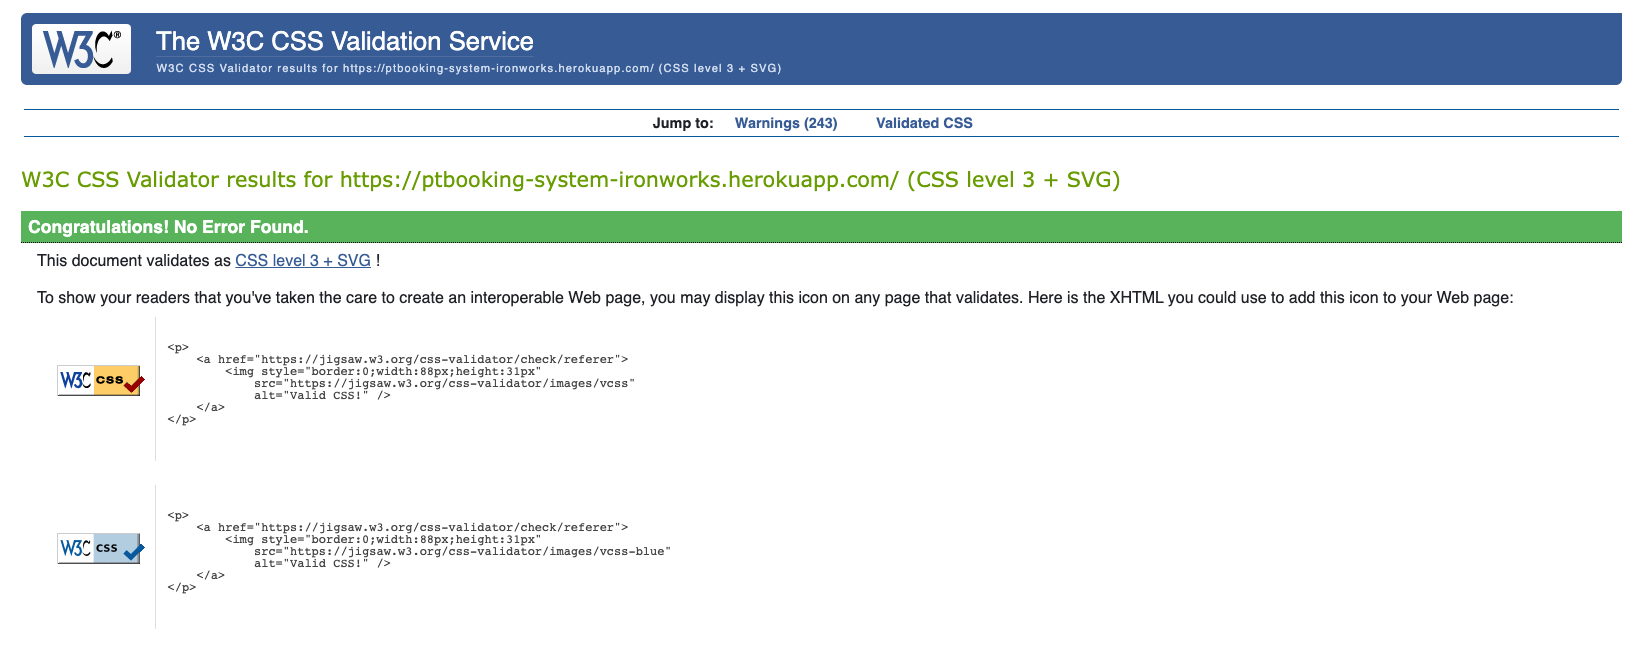 W3C®
The W3C CSS Validation Service
W3C CSS Validator results for https://ptbooking-system-ironworks.herokuapp.com/ (CSS level 3 + SVG)
Jump to: Warnings (243) Validated CSS
W3C CSS Validator results for https://ptbooking-system-ironworks.herokuapp.com/ (CSS level 3 + SVG)
Congratulations! No Error Found.
This document validates as CSS level 3 + SVG !
To show your readers that you've taken the care to create an interoperable Web page, you may display this icon on any page that validates. Here is the XHTML you could use to add this icon to your Web page:
W3C css
<p>
    <a href="https://jigsaw.w3.org/css-validator/check/referer">
        <img style="border:0;width:88px;height:31px"
            src="https://jigsaw.w3.org/css-validator/images/vcss"
            alt="Valid CSS!" />
    </a>
</p>
W3C css
<p>
    <a href="https://jigsaw.w3.org/css-validator/check/referer">
        <img style="border:0;width:88px;height:31px"
            src="https://jigsaw.w3.org/css-validator/images/vcss-blue"
            alt="Valid CSS!" />
    </a>
</p>